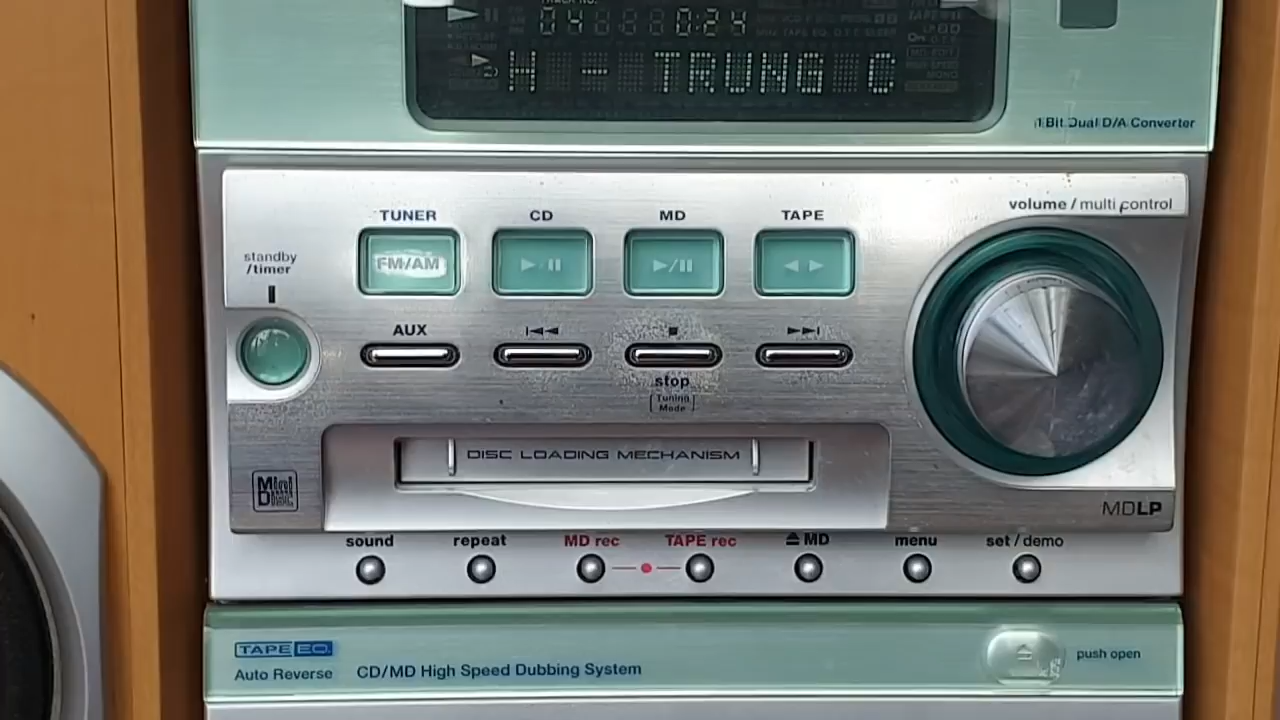 04 0:24
H - TRUNG C
1Bit Dual D/A Converter
volume / multi control
TUNER CD MD TAPE
FM/AM
standby
/timer
AUX
stop
Tuning
Mode
DISC LOADING MECHANISM
MDLP
sound repeat MD rec TAPE rec MD menu set / demo
TAPE EQ.
Auto Reverse CD/MD High Speed Dubbing System
push open